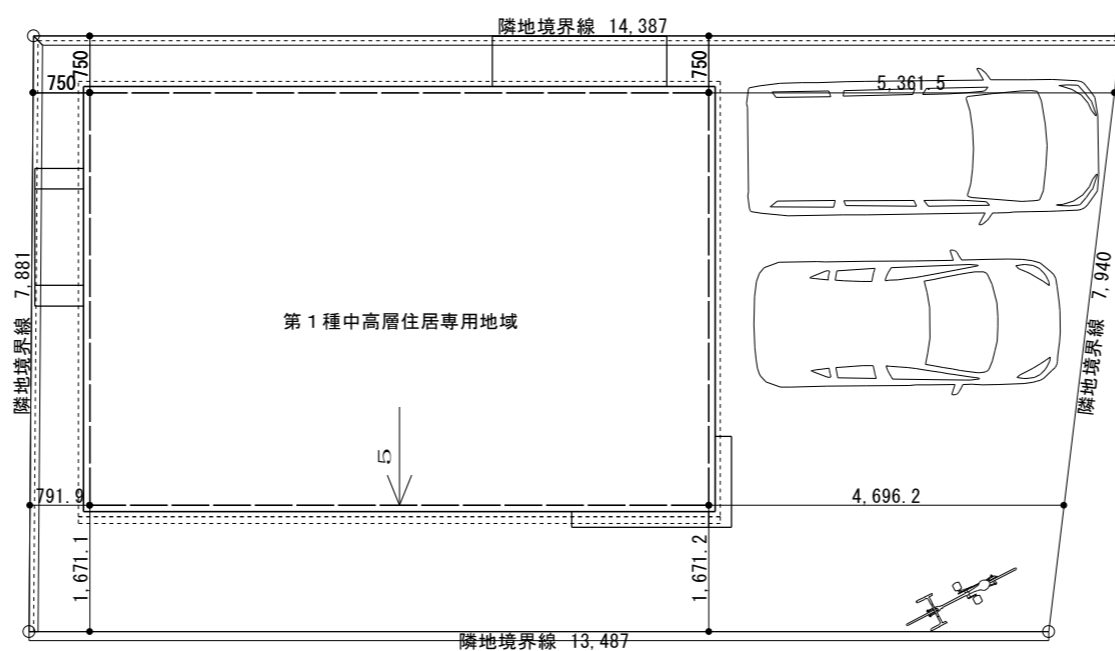 隣地境界線 14,387
750
750
750
5,361.5
隣地境界線 7,881
隣地境界線 7,940
第1種中高層住居専用地域
5
791.9
4,696.2
1,671.1
1,671.2
隣地境界線 13,487